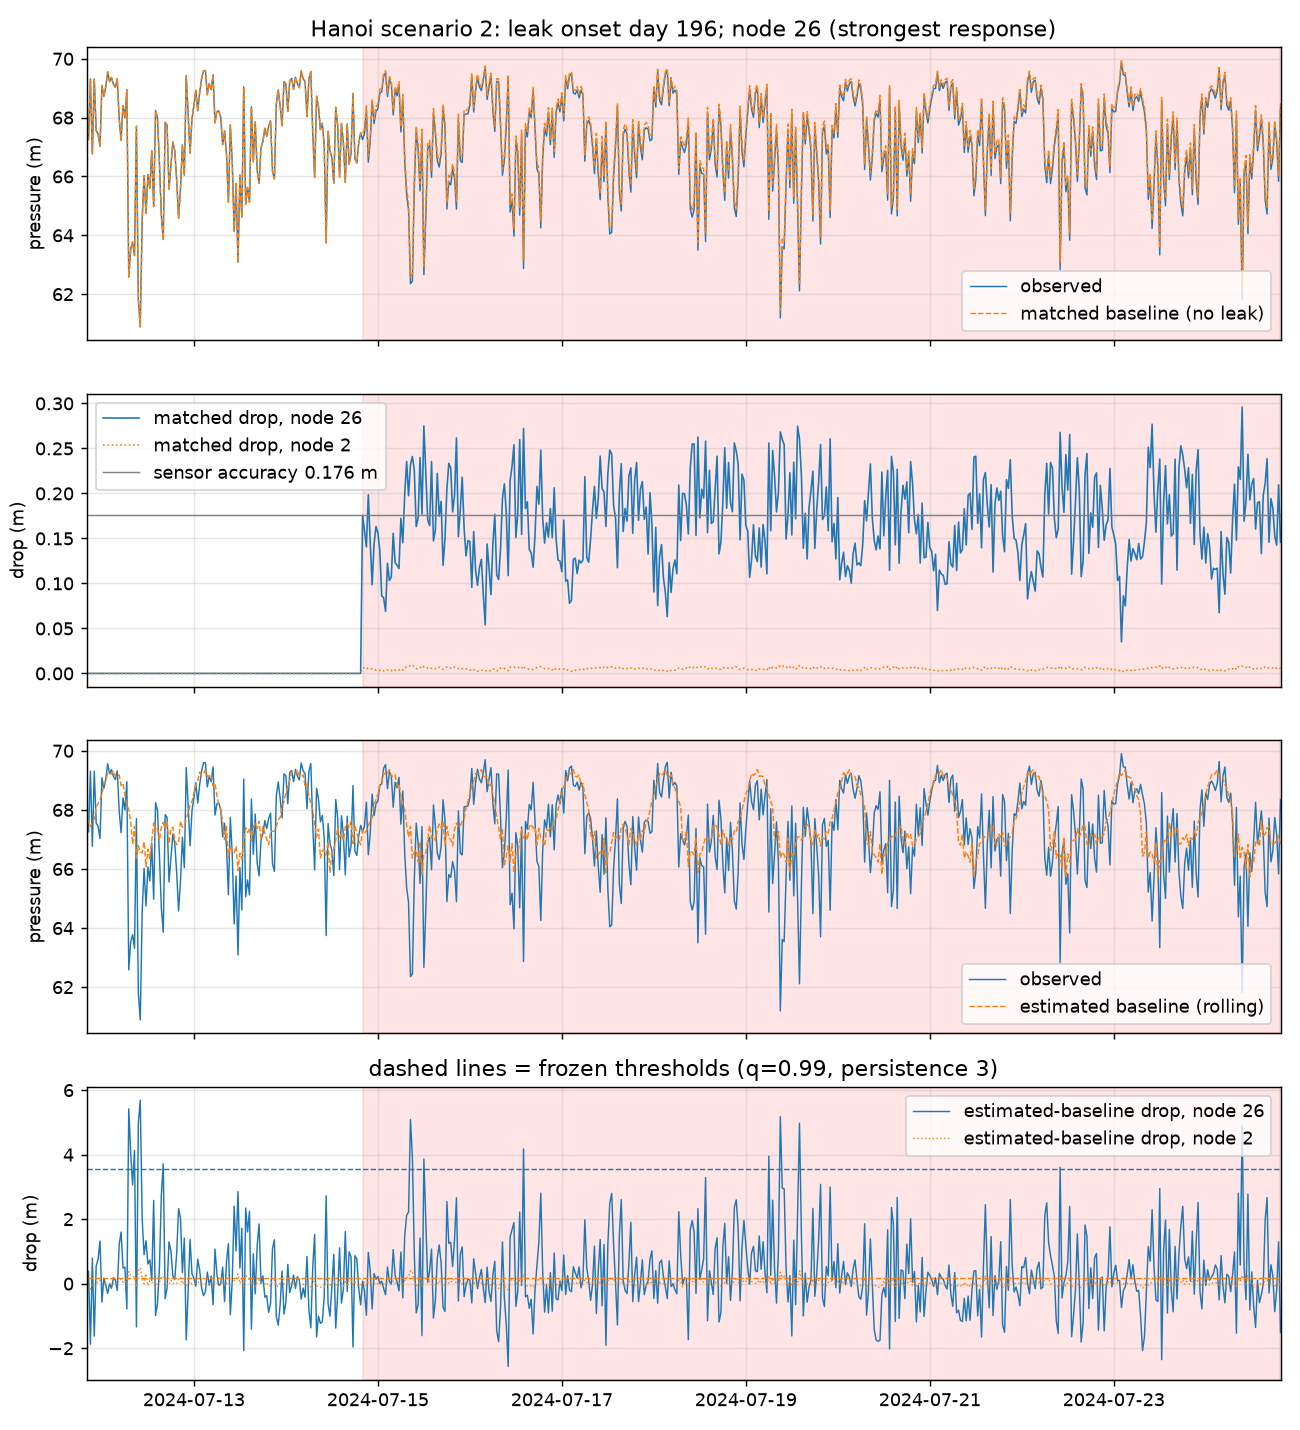 Hanoi scenario 2: leak onset day 196; node 26 (strongest response)
70
68
66
64
62
pressure (m)
observed
matched baseline (no leak)
0.30
0.25
0.20
0.15
0.10
0.05
0.00
drop (m)
matched drop, node 26
matched drop, node 2
sensor accuracy 0.176 m
70
68
66
64
62
pressure (m)
observed
estimated baseline (rolling)
dashed lines = frozen thresholds (q=0.99, persistence 3)
6
4
2
0
−2
drop (m)
estimated-baseline drop, node 26
estimated-baseline drop, node 2
2024-07-13
2024-07-15
2024-07-17
2024-07-19
2024-07-21
2024-07-23